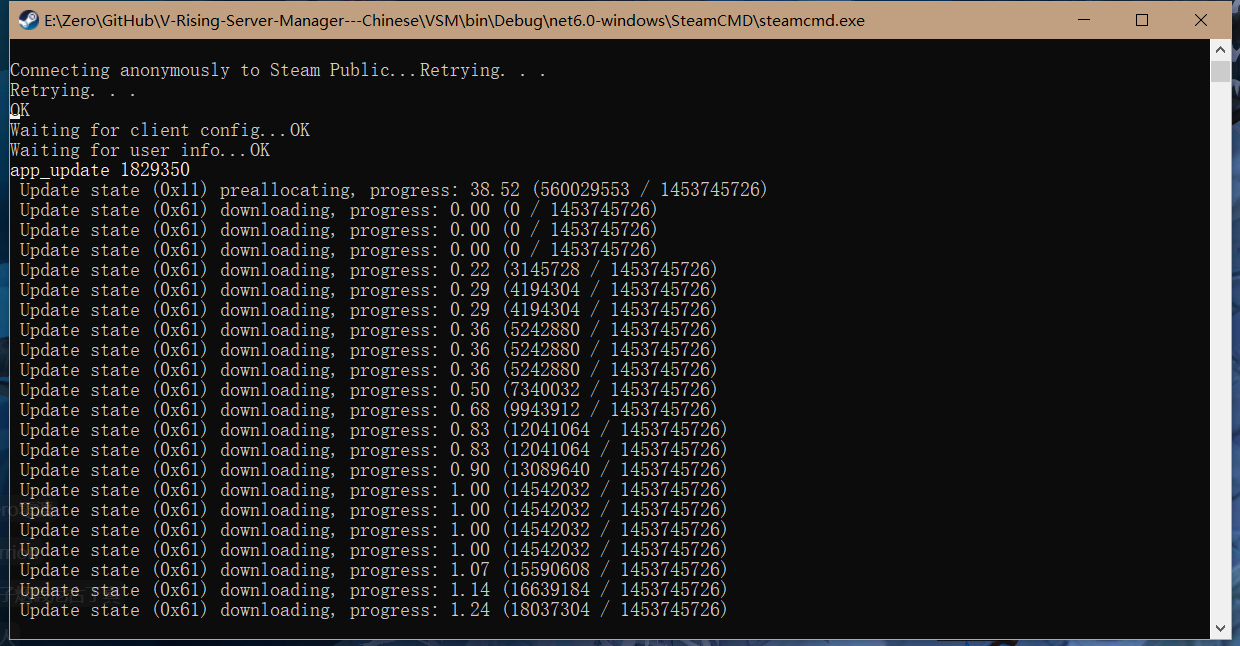 E:\Zero\GitHub\V-Rising-Server-Manager---Chinese\VSM\bin\Debug\net6.0-windows\SteamCMD\steamcmd.exe
Connecting anonymously to Steam Public...Retrying. . .
Retrying. . .
OK
Waiting for client config...OK
Waiting for user info...OK
app_update 1829350
Update state (0x11) preallocating, progress: 38.52 (560029553 / 1453745726)
Update state (0x61) downloading, progress: 0.00 (0 / 1453745726)
Update state (0x61) downloading, progress: 0.00 (0 / 1453745726)
Update state (0x61) downloading, progress: 0.00 (0 / 1453745726)
Update state (0x61) downloading, progress: 0.22 (3145728 / 1453745726)
Update state (0x61) downloading, progress: 0.29 (4194304 / 1453745726)
Update state (0x61) downloading, progress: 0.29 (4194304 / 1453745726)
Update state (0x61) downloading, progress: 0.36 (5242880 / 1453745726)
Update state (0x61) downloading, progress: 0.36 (5242880 / 1453745726)
Update state (0x61) downloading, progress: 0.36 (5242880 / 1453745726)
Update state (0x61) downloading, progress: 0.50 (7340032 / 1453745726)
Update state (0x61) downloading, progress: 0.68 (9943912 / 1453745726)
Update state (0x61) downloading, progress: 0.83 (12041064 / 1453745726)
Update state (0x61) downloading, progress: 0.83 (12041064 / 1453745726)
Update state (0x61) downloading, progress: 0.90 (13089640 / 1453745726)
Update state (0x61) downloading, progress: 1.00 (14542032 / 1453745726)
Update state (0x61) downloading, progress: 1.00 (14542032 / 1453745726)
Update state (0x61) downloading, progress: 1.00 (14542032 / 1453745726)
Update state (0x61) downloading, progress: 1.00 (14542032 / 1453745726)
Update state (0x61) downloading, progress: 1.07 (15590608 / 1453745726)
Update state (0x61) downloading, progress: 1.14 (16639184 / 1453745726)
Update state (0x61) downloading, progress: 1.24 (18037304 / 1453745726)